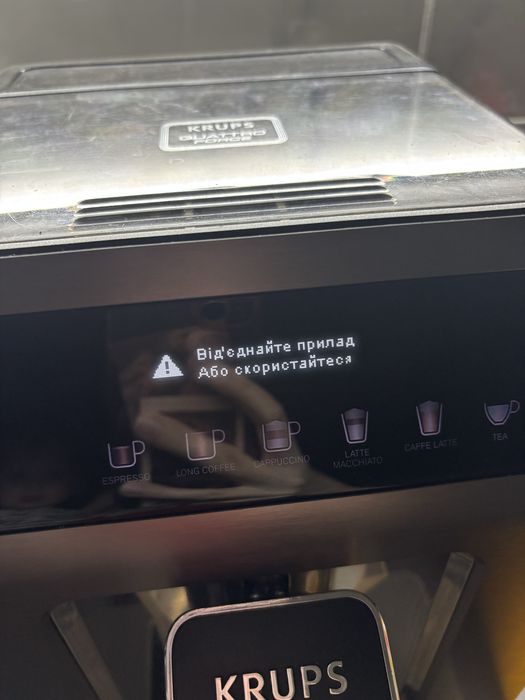 KRUPS
QUATTRO
FORCE
Від'єднайте прилад
Або скористайтеся
ESPRESSO
LONG COFFEE
CAPPUCCINO
LATTE
MACCHIATO
CAFFE LATTE
TEA
KRUPS